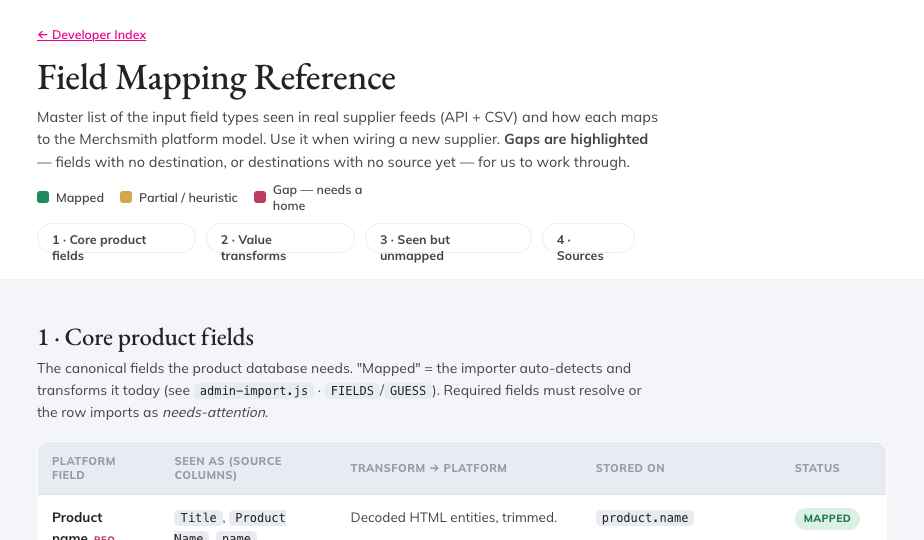 ← Developer Index
Field Mapping Reference
Master list of the input field types seen in real supplier feeds (API + CSV) and how each maps
to the Merchsmith platform model. Use it when wiring a new supplier. Gaps are highlighted
— fields with no destination, or destinations with no source yet — for us to work through.
Mapped
Partial / heuristic
Gap — needs a
home
1 · Core product
fields
2 · Value
transforms
3 · Seen but
unmapped
4 ·
Sources
1 · Core product fields
The canonical fields the product database needs. "Mapped" = the importer auto-detects and
transforms it today (see admin-import.js · FIELDS / GUESS ). Required fields must resolve or
the row imports as needs-attention.
PLATFORM
FIELD
SEEN AS (SOURCE
COLUMNS)
TRANSFORM → PLATFORM
STORED ON
STATUS
Product
name REQ
Title , Product
Name , name
Decoded HTML entities, trimmed.
product.name
MAPPED